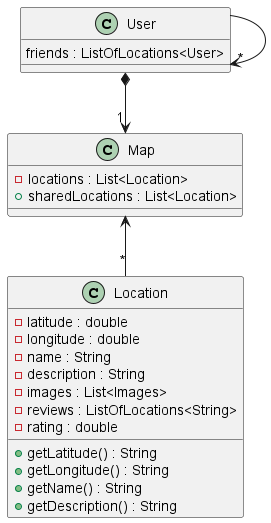 C User
friends : ListOfLocations<User>
*
1
C Map
locations : List<Location>
sharedLocations : List<Location>
*
C Location
latitude : double
longitude : double
name : String
description : String
images : List<Images>
reviews : ListOfLocations<String>
rating : double
getLatitude() : String
getLongitude() : String
getName() : String
getDescription() : String